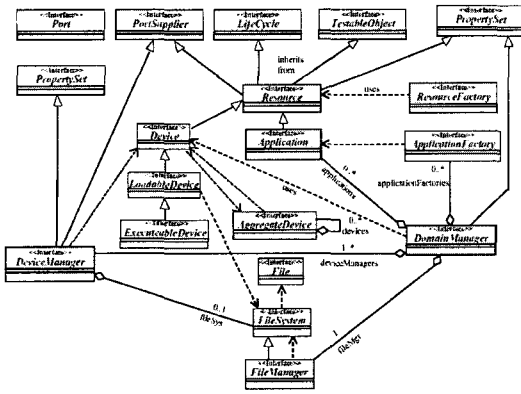 <<Interface>>
Port
<<Interface>>
PortSupplier
<<Interface>>
LifeCycle
<<Interface>>
TestableObject
<<Interface>>
PropertySet
<<Interface>>
PropertySet
inherits
from
<<Interface>>
Resource
uses
<<Interface>>
ResourceFactory
<<Interface>>
Device
<<Interface>>
Application
<<Interface>>
ApplicationFactory
<<Interface>>
LoadableDevice
uses
applications
0..*
0..*
applicationFactories
<<Interface>>
ExecutableDevice
<<Interface>>
AggregateDevice
0..*
devices
<<Interface>>
DeviceManager
<<Interface>>
DomainManager
1..*
deviceManagers
<<Interface>>
File
0..1
fileSys
<<Interface>>
FileSystem
1
fileMgr
<<Interface>>
FileManager